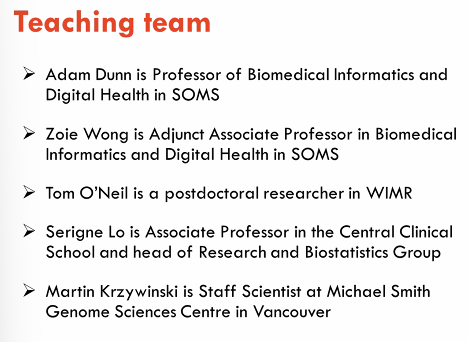 Teaching team
➢ Adam Dunn is Professor of Biomedical Informatics and
Digital Health in SOMS
➢ Zoie Wong is Adjunct Associate Professor in Biomedical
Informatics and Digital Health in SOMS
➢ Tom O'Neil is a postdoctoral researcher in WIMR
➢ Serigne Lo is Associate Professor in the Central Clinical
School and head of Research and Biostatistics Group
➢ Martin Krzywinski is Staff Scientist at Michael Smith
Genome Sciences Centre in Vancouver